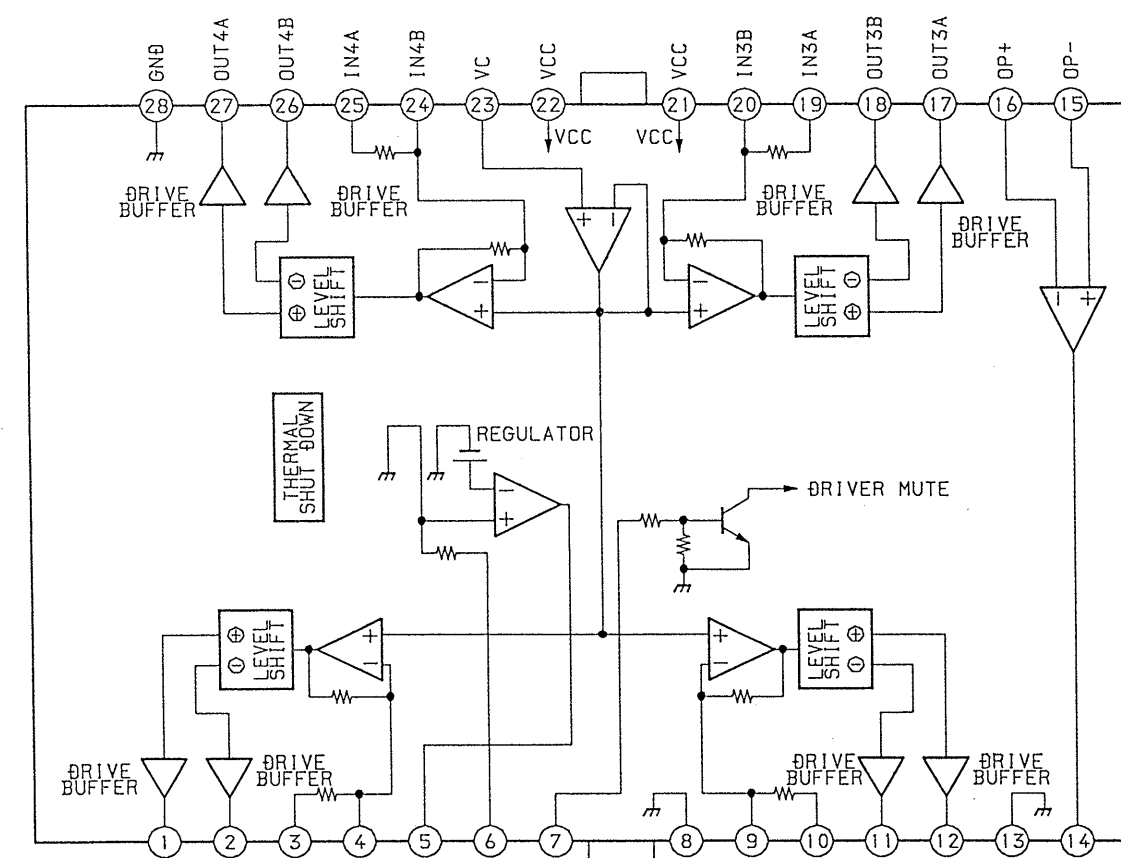 GND
OUT4A
OUT4B
IN4A
IN4B
VC
VCC
VCC
IN3B
IN3A
OUT3B
OUT3A
OP+
OP-
28
27
26
25
24
23
22
21
20
19
18
17
16
15
VCC
VCC
DRIVE
BUFFER
DRIVE
BUFFER
DRIVE
BUFFER
DRIVE
BUFFER
+ −
− +
− +
LEVEL
SHIFT
− +
− +
LEVEL
SHIFT
− +
THERMAL
SHUT DOWN
REGULATOR
− +
DRIVER MUTE
+ −
LEVEL
SHIFT
+ −
+ −
LEVEL
SHIFT
+ −
DRIVE
BUFFER
DRIVE
BUFFER
DRIVE
BUFFER
DRIVE
BUFFER
1
2
3
4
5
6
7
8
9
10
11
12
13
14